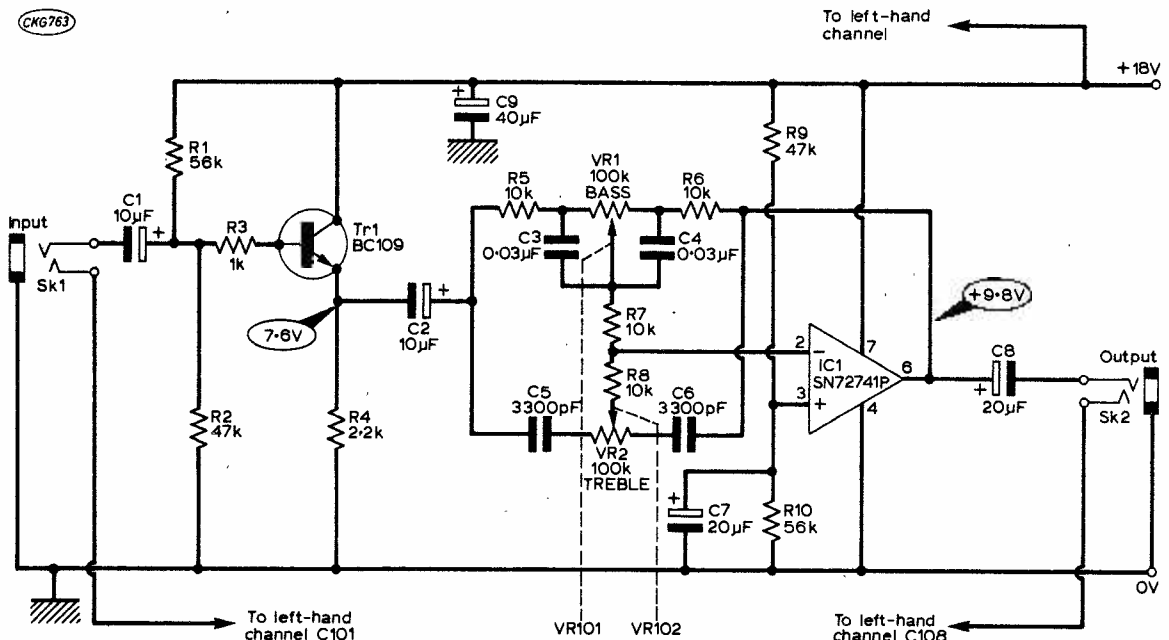 CKG763
To left-hand
channel
+18V
C9
40µF
R1
56k
R9
47k
VR1
100k
BASS
R5
10k
R6
10k
C1
10µF
Input
Sk1
R3
1k
Tr1
BC109
C3
0·03µF
C4
0·03µF
+9·8V
7·6V
C2
10µF
R7
10k
R8
10k
2
7
IC1
SN72741P
6
3
4
C8
20µF
Output
Sk2
R2
47k
R4
2·2k
C5
3300pF
C6
3300pF
VR2
100k
TREBLE
C7
20µF
R10
56k
0V
To left-hand
channel C101
VR101
VR102
To left-hand
channel C108